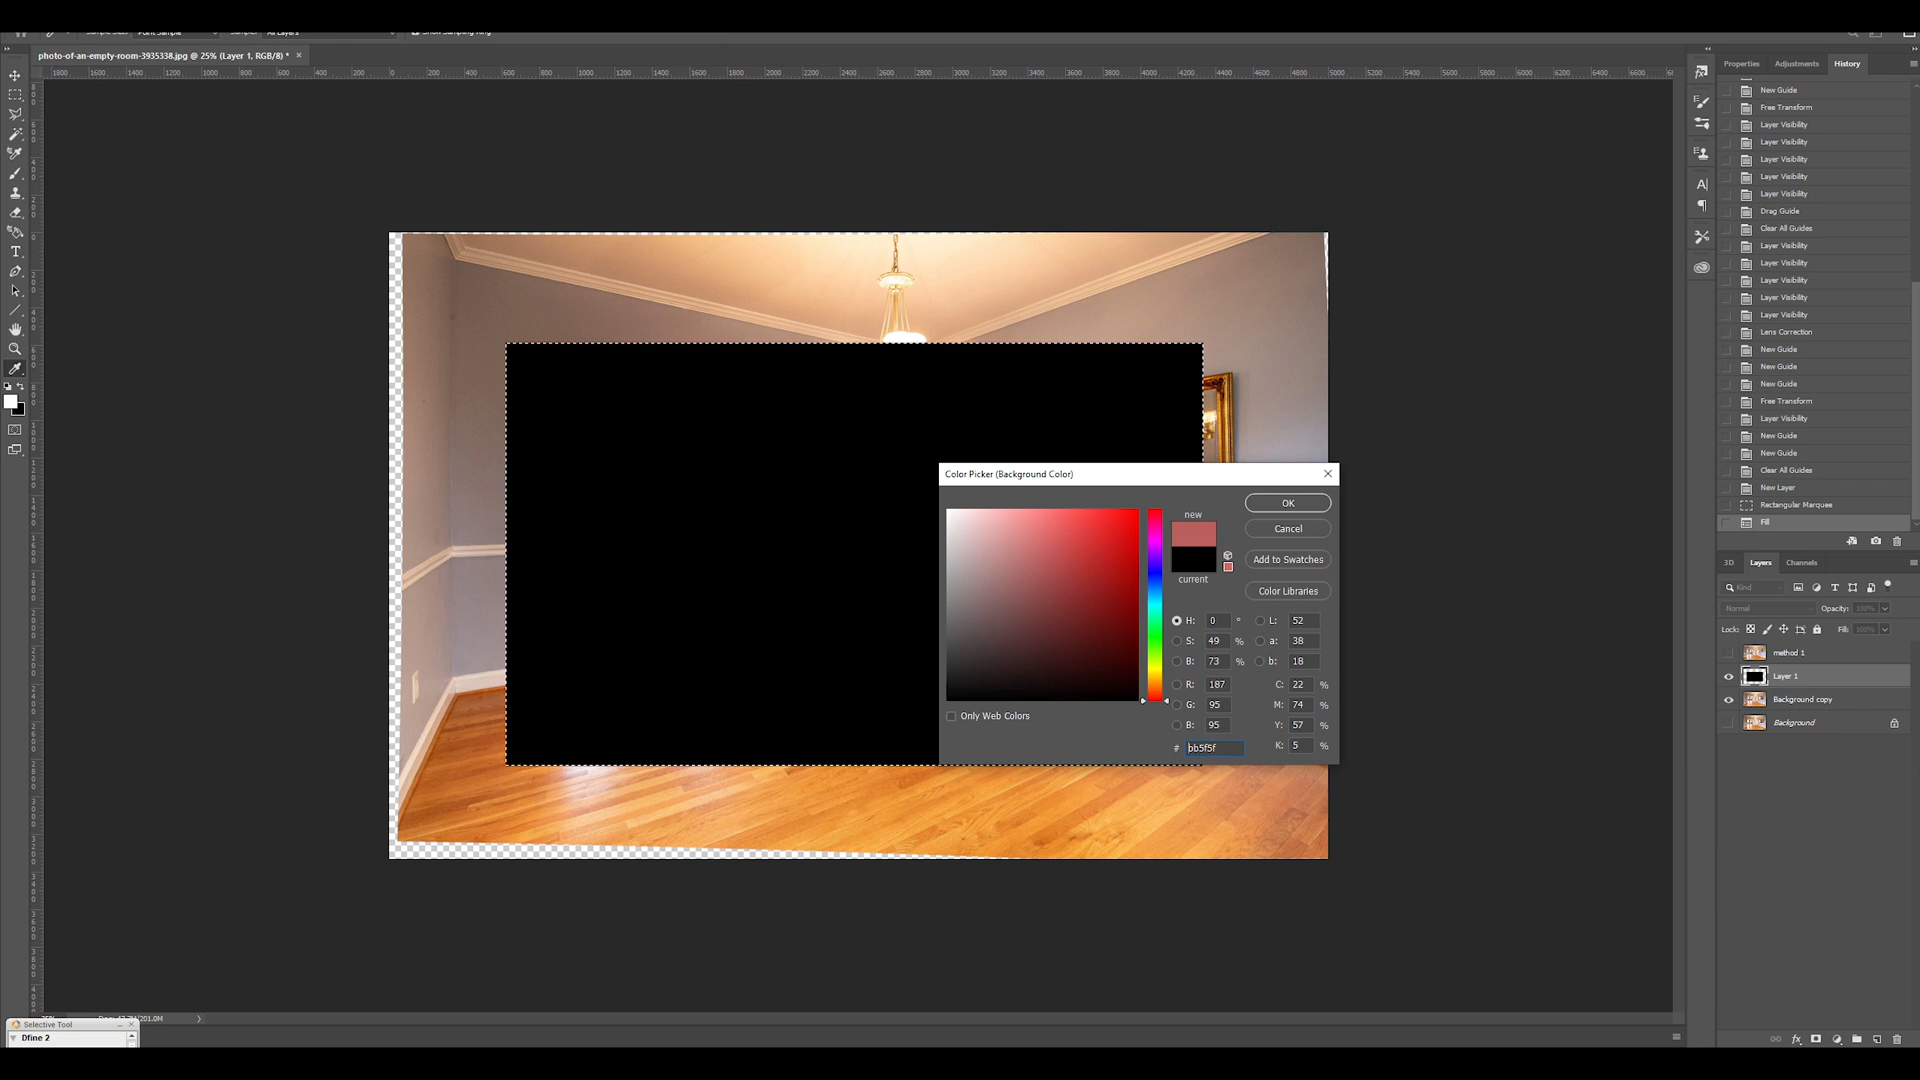 photo-of-an-empty-room-3935338.jpg @ 25% (Layer 1, RGB/8) *
Properties Adjustments History
New Guide
Free Transform
Layer Visibility
Layer Visibility
Layer Visibility
Layer Visibility
Layer Visibility
Drag Guide
Clear All Guides
Layer Visibility
Layer Visibility
Layer Visibility
Layer Visibility
Layer Visibility
Lens Correction
New Guide
New Guide
New Guide
Free Transform
Layer Visibility
New Guide
New Guide
Clear All Guides
New Layer
Rectangular Marquee
Fill
Color Picker (Background Color)
new
current
OK
Cancel
Add to Swatches
Color Libraries
H: 0 ° L: 52
S: 49 % a: 38
B: 73 % b: 18
R: 187 C: 22 %
G: 95 M: 74 %
B: 95 Y: 57 %
# bb5f5f K: 5 %
Only Web Colors
3D Layers Channels
Kind
Normal Opacity: 100%
Lock: Fill: 100%
method 1
Layer 1
Background copy
Background
Selective Tool
Dfine 2